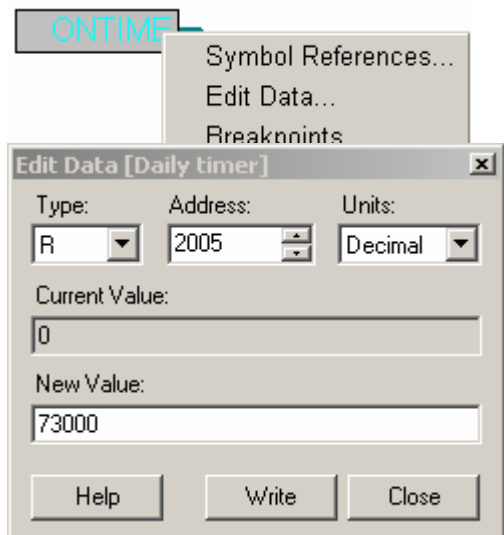 ONTIME
Symbol References...
Edit Data...
Breakpoints
Edit Data [Daily timer]
Type: Address: Units:
R 2005 Decimal
Current Value:
0
New Value:
73000
Help Write Close